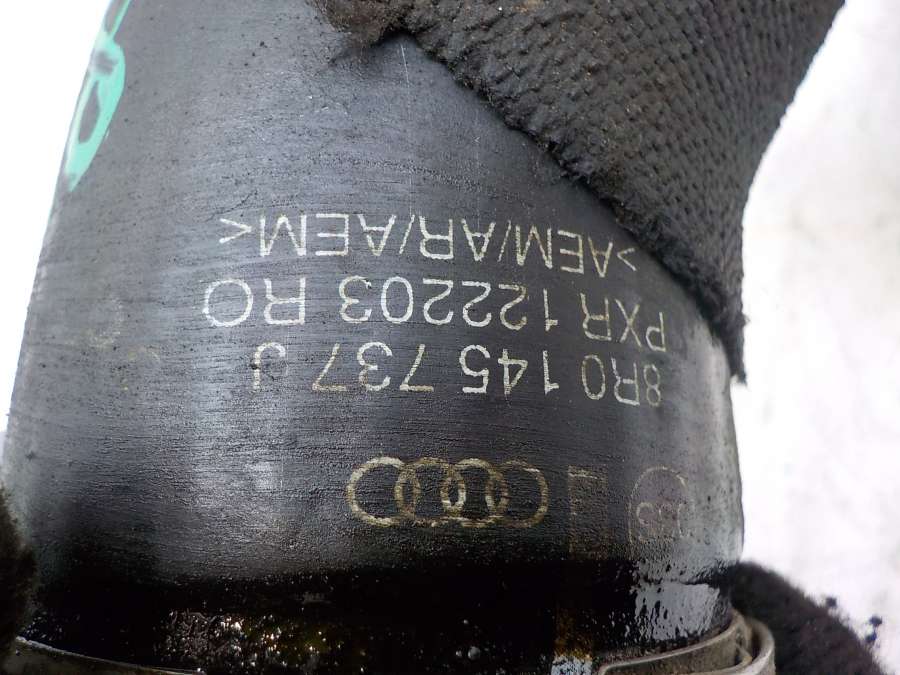 8R0 145 737 J
PXR 122203 RO
>AEM/AR/AEM<